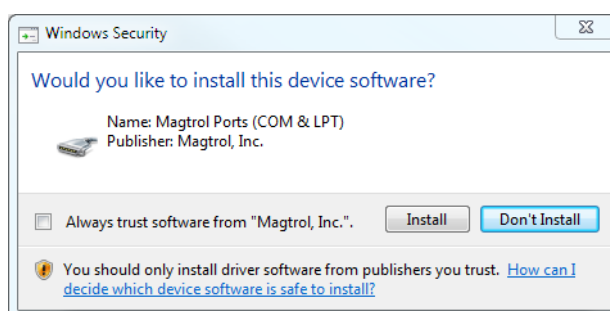 Windows Security
Would you like to install this device software?
Name: Magtrol Ports (COM & LPT)
Publisher: Magtrol, Inc.
Always trust software from "Magtrol, Inc.".
Install
Don't Install
You should only install driver software from publishers you trust. How can I
decide which device software is safe to install?